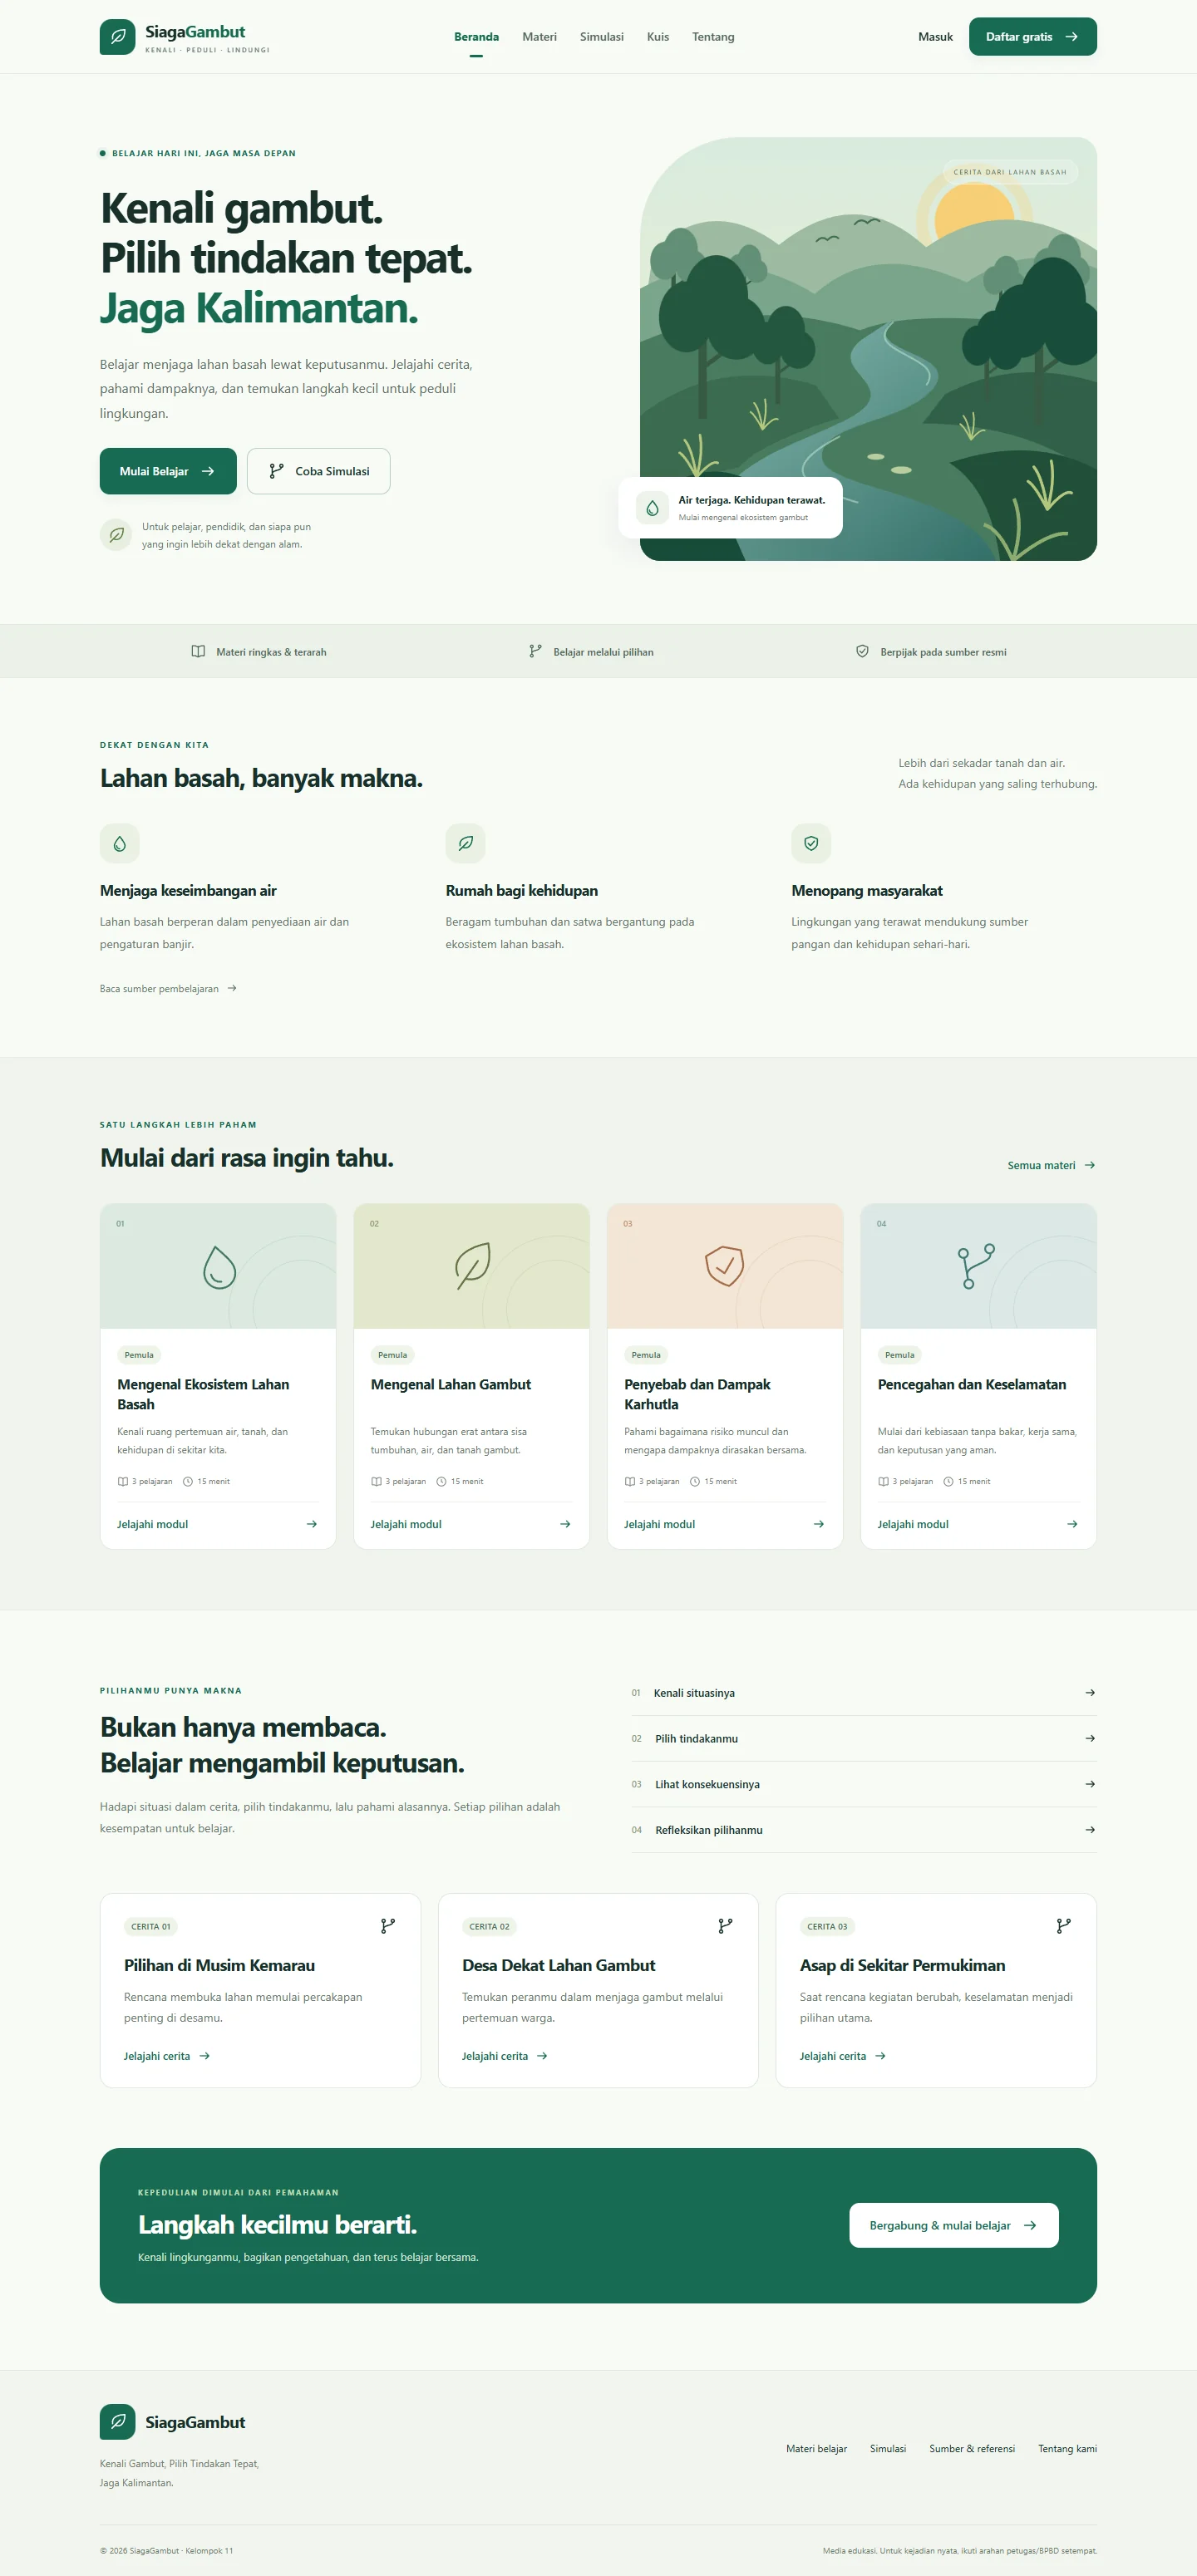 SiagaGambut
KENALI · PEDULI · LINDUNGI
Beranda
Materi
Simulasi
Kuis
Tentang
Masuk
Daftar gratis
BELAJAR HARI INI, JAGA MASA DEPAN
Kenali gambut.
Pilih tindakan tepat.
Jaga Kalimantan.
Belajar menjaga lahan basah lewat keputusanmu. Jelajahi cerita,
pahami dampaknya, dan temukan langkah kecil untuk peduli
lingkungan.
Mulai Belajar
Coba Simulasi
Untuk pelajar, pendidik, dan siapa pun
yang ingin lebih dekat dengan alam.
CERITA DARI LAHAN BASAH
Air terjaga. Kehidupan terawat.
Mulai mengenal ekosistem gambut
Materi ringkas & terarah
Belajar melalui pilihan
Berpijak pada sumber resmi
DEKAT DENGAN KITA
Lahan basah, banyak makna.
Lebih dari sekadar tanah dan air.
Ada kehidupan yang saling terhubung.
Menjaga keseimbangan air
Lahan basah berperan dalam penyediaan air dan
pengaturan banjir.
Rumah bagi kehidupan
Beragam tumbuhan dan satwa bergantung pada
ekosistem lahan basah.
Menopang masyarakat
Lingkungan yang terawat mendukung sumber
pangan dan kehidupan sehari-hari.
Baca sumber pembelajaran
SATU LANGKAH LEBIH PAHAM
Mulai dari rasa ingin tahu.
Semua materi
01
Pemula
Mengenal Ekosistem Lahan
Basah
Kenali ruang pertemuan air, tanah, dan
kehidupan di sekitar kita.
3 pelajaran
15 menit
Jelajahi modul
02
Pemula
Mengenal Lahan Gambut
Temukan hubungan erat antara sisa
tumbuhan, air, dan tanah gambut.
3 pelajaran
15 menit
Jelajahi modul
03
Pemula
Penyebab dan Dampak
Karhutla
Pahami bagaimana risiko muncul dan
mengapa dampaknya dirasakan bersama.
3 pelajaran
15 menit
Jelajahi modul
04
Pemula
Pencegahan dan Keselamatan
Mulai dari kebiasaan tanpa bakar, kerja sama,
dan keputusan yang aman.
3 pelajaran
15 menit
Jelajahi modul
PILIHANMU PUNYA MAKNA
Bukan hanya membaca.
Belajar mengambil keputusan.
Hadapi situasi dalam cerita, pilih tindakanmu, lalu pahami alasannya. Setiap pilihan adalah
kesempatan untuk belajar.
01 Kenali situasinya
02 Pilih tindakanmu
03 Lihat konsekuensinya
04 Refleksikan pilihanmu
CERITA 01
Pilihan di Musim Kemarau
Rencana membuka lahan memulai percakapan
penting di desamu.
Jelajahi cerita
CERITA 02
Desa Dekat Lahan Gambut
Temukan peranmu dalam menjaga gambut melalui
pertemuan warga.
Jelajahi cerita
CERITA 03
Asap di Sekitar Permukiman
Saat rencana kegiatan berubah, keselamatan menjadi
pilihan utama.
Jelajahi cerita
KEPEDULIAN DIMULAI DARI PEMAHAMAN
Langkah kecilmu berarti.
Kenali lingkunganmu, bagikan pengetahuan, dan terus belajar bersama.
Bergabung & mulai belajar
SiagaGambut
Kenali Gambut, Pilih Tindakan Tepat,
Jaga Kalimantan.
Materi belajar
Simulasi
Sumber & referensi
Tentang kami
© 2026 SiagaGambut · Kelompok 11
Media edukasi. Untuk kejadian nyata, ikuti arahan petugas/BPBD setempat.